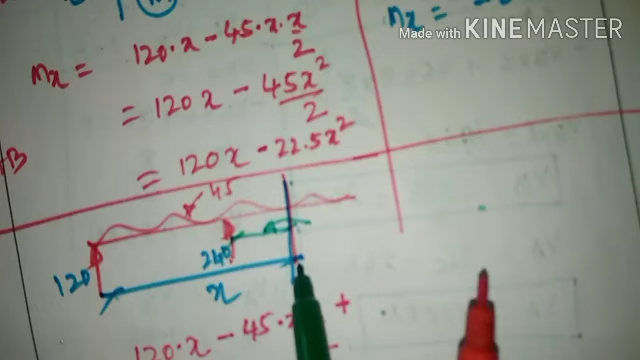 Mx =
Made with KINEMASTER
Mx = 120·x - 45·x·x/2
= 120x - 45x²/2
= 120x - 22.5x²
B
45
120
240
x
120·x - 45·x +